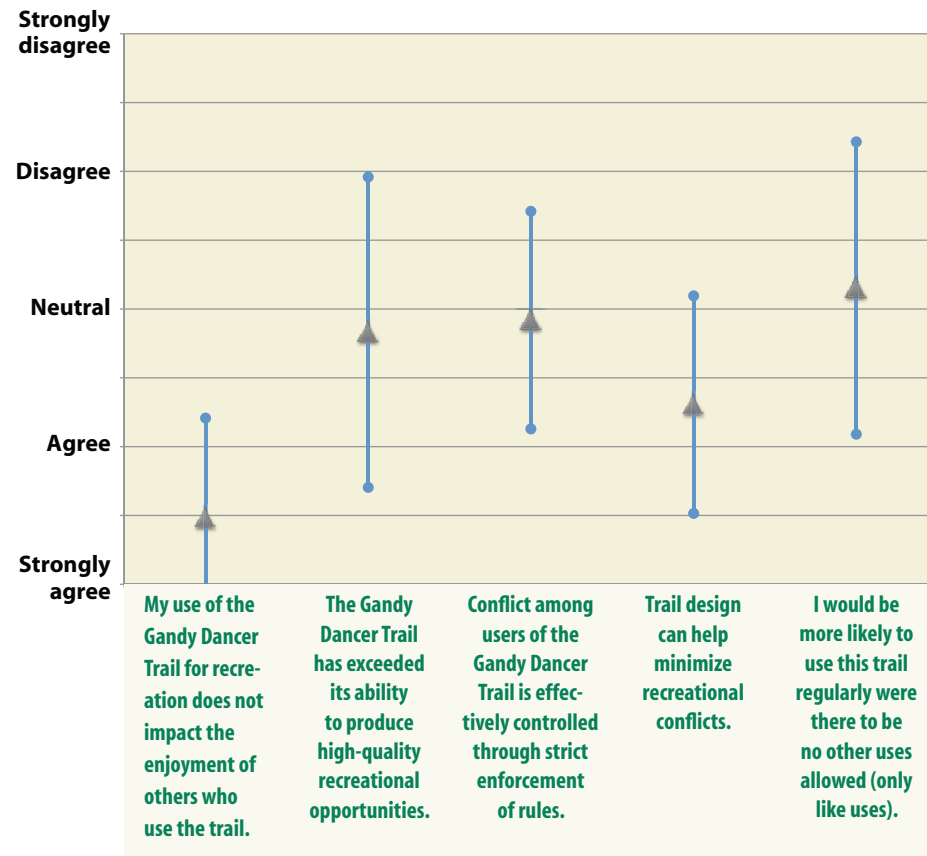 Strongly
disagree
Disagree
Neutral
Agree
Strongly
agree
My use of the
Gandy Dancer
Trail for recre-
ation does not
impact the
enjoyment of
others who
use the trail.
The Gandy
Dancer Trail
has exceeded
its ability
to produce
high-quality
recreational
opportunities.
Conflict among
users of the
Gandy Dancer
Trail is effec-
tively controlled
through strict
enforcement
of rules.
Trail design
can help
minimize
recreational
conflicts.
I would be
more likely to
use this trail
regularly were
there to be
no other uses
allowed (only
like uses).